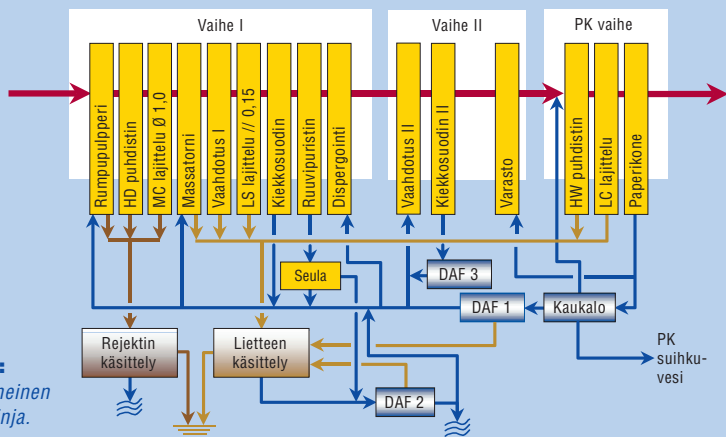 Vaihe I
Vaihe II
PK vaihe
Rumpupulpperi
HD puhdistin
MC lajittelu Ø 1,0
Massatorni
Vaahdotus I
LS lajittelu // 0,15
Kiekkosuodin
Ruuvipuristin
Dispergointi
Vaahdotus II
Kiekkosuodin II
Varasto
HW puhdistin
LC lajittelu
Paperikone
Seula
DAF 3
DAF 1
Kaukalo
Rejektin
käsittely
Lietteen
käsittely
DAF 2
PK
suihku-
vesi